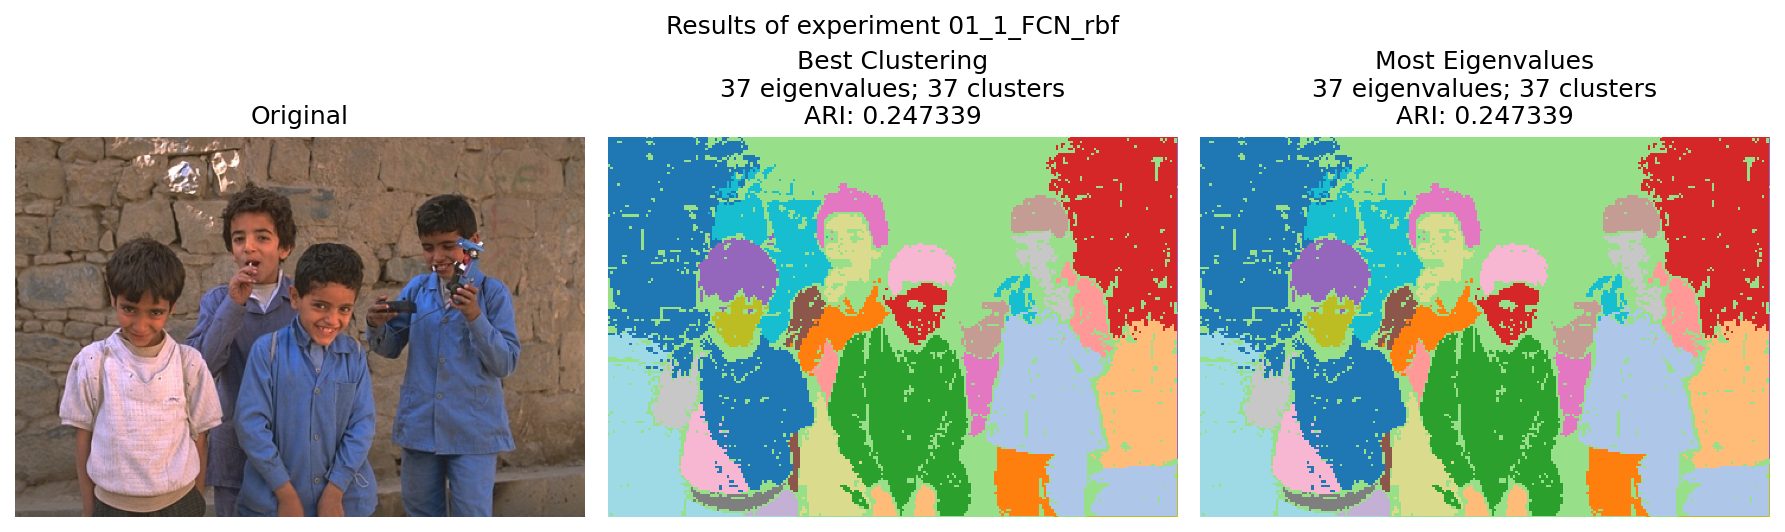 Results of experiment 01_1_FCN_rbf
Original
Best Clustering
37 eigenvalues; 37 clusters
ARI: 0.247339
Most Eigenvalues
37 eigenvalues; 37 clusters
ARI: 0.247339